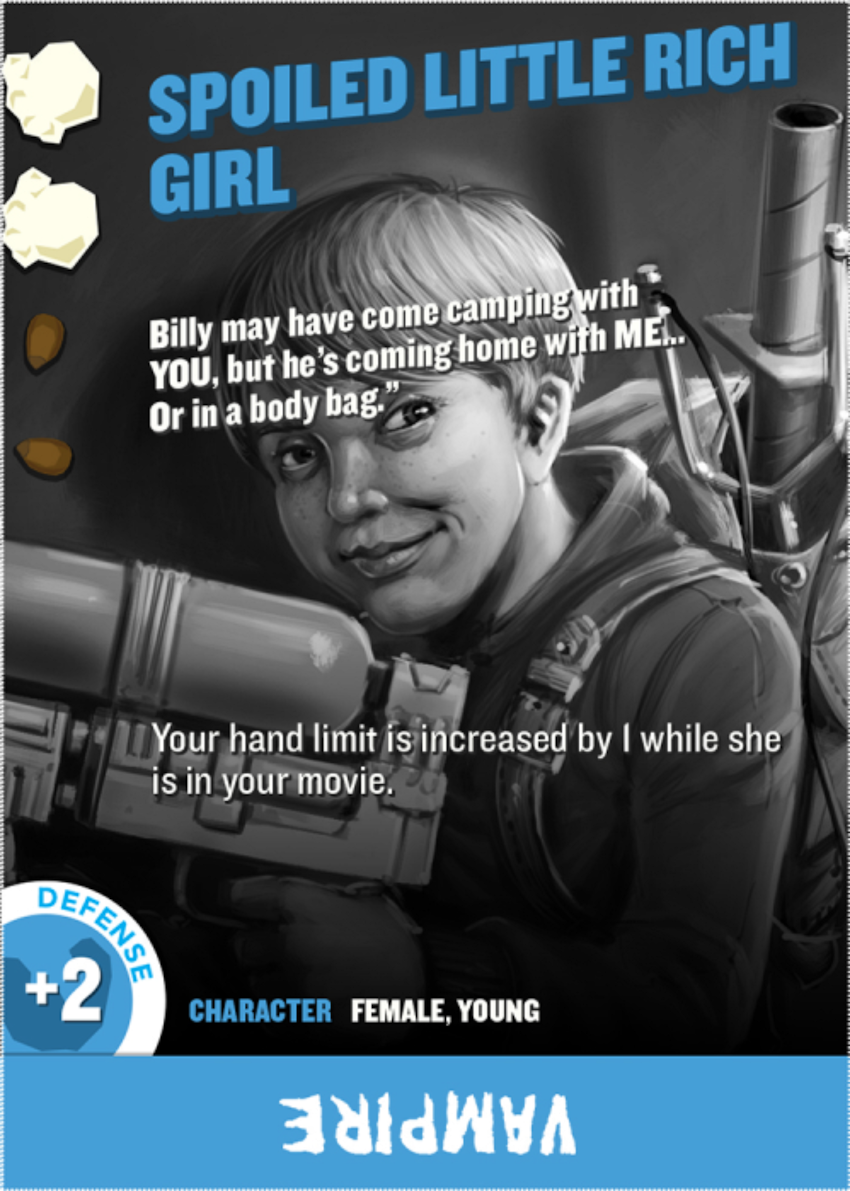 SPOILED LITTLE RICH
GIRL
Billy may have come camping with
YOU, but he's coming home with ME...
Or in a body bag."
Your hand limit is increased by 1 while she
is in your movie.
DEFENSE
+2
CHARACTER FEMALE, YOUNG
VAMPIRE